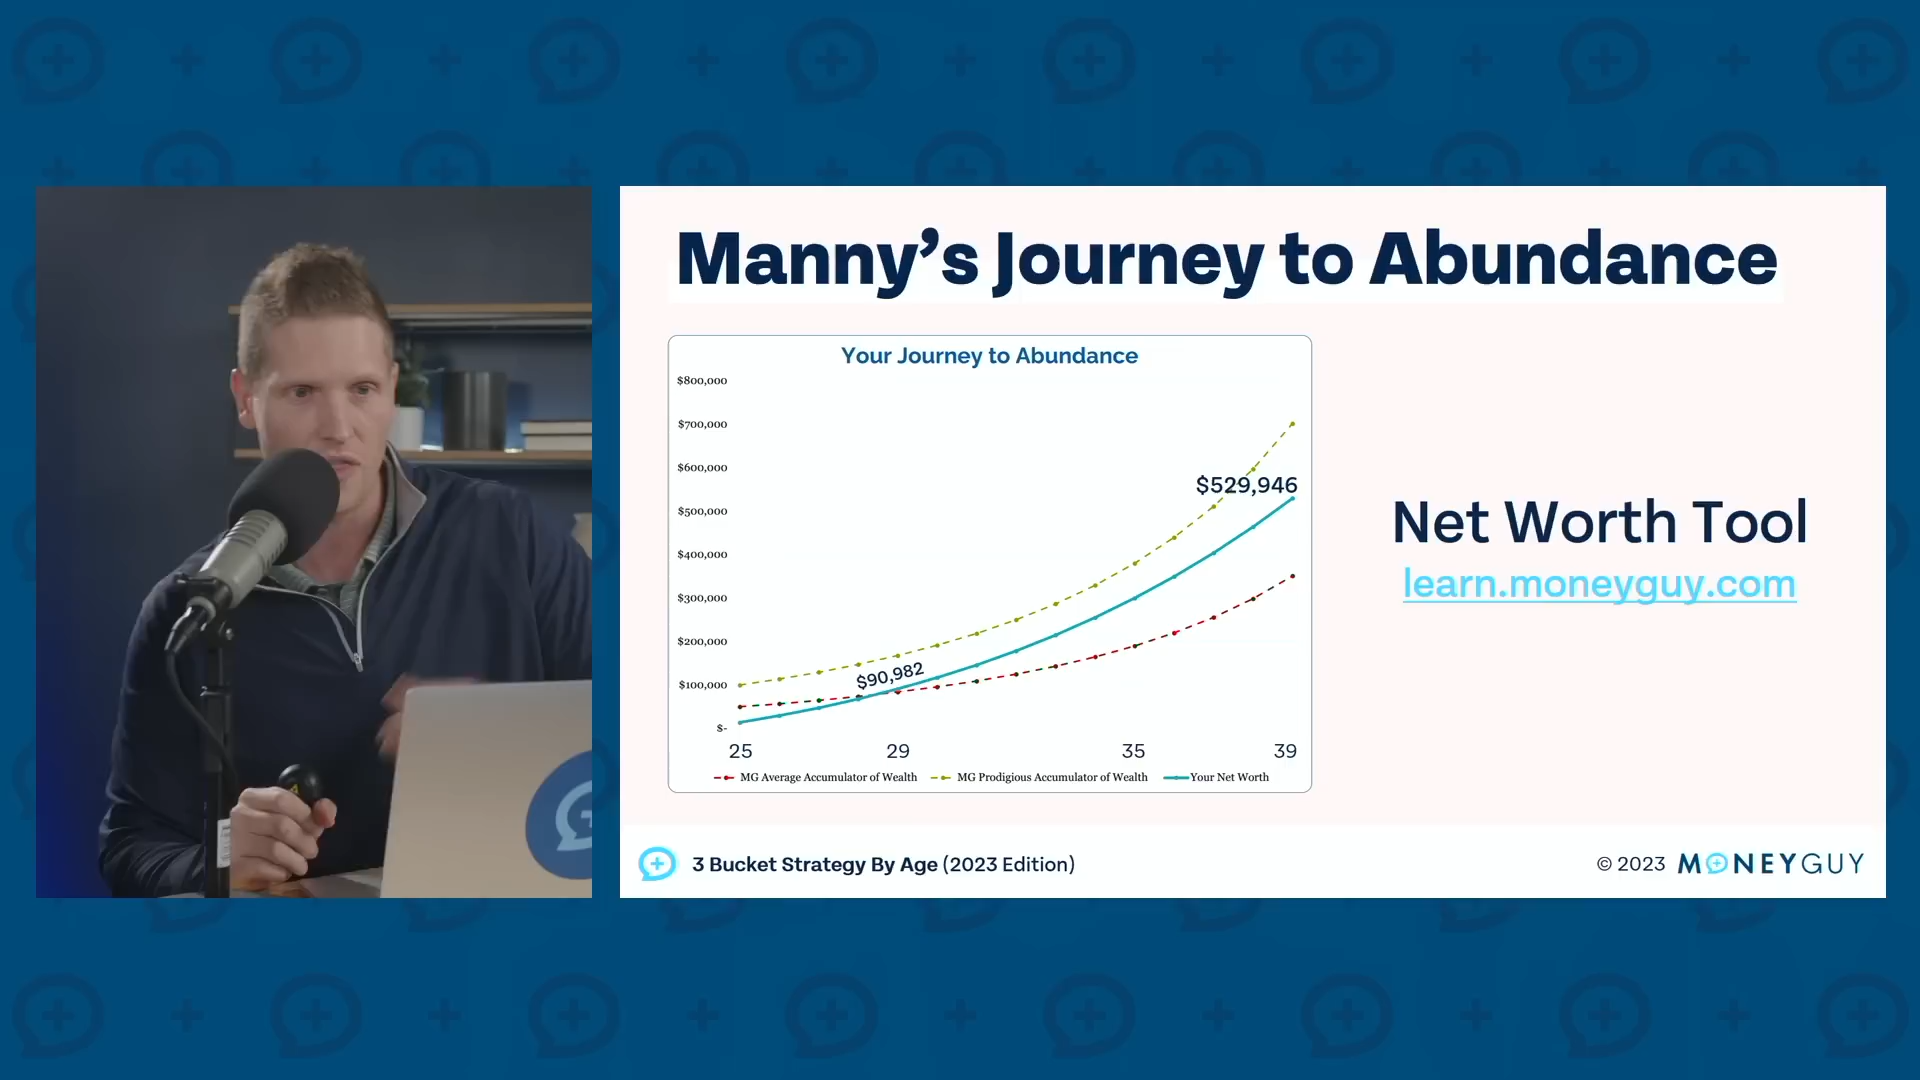 Manny’s Journey to Abundance
Your Journey to Abundance
$800,000
$700,000
$600,000
$500,000
$400,000
$300,000
$200,000
$100,000
$-
$529,946
$90,982
25 29 35 39
MG Average Accumulator of Wealth MG Prodigious Accumulator of Wealth Your Net Worth
Net Worth Tool
learn.moneyguy.com
3 Bucket Strategy By Age (2023 Edition)
© 2023 MONEYGUY